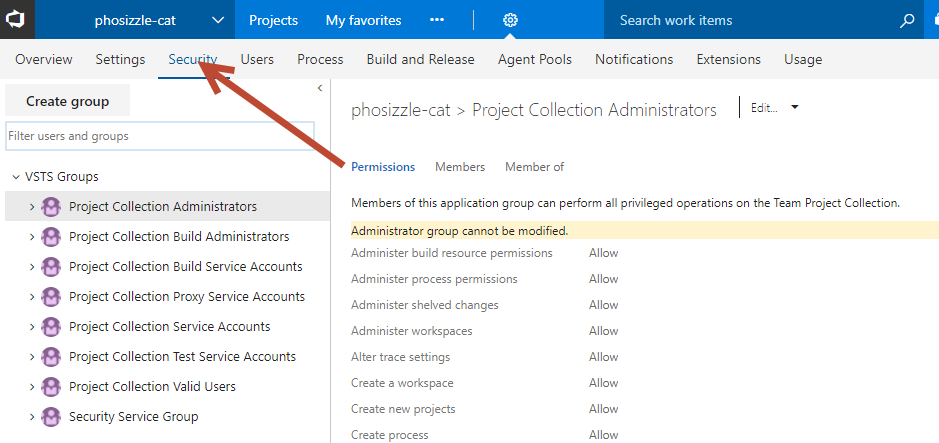 phosizzle-cat Projects My favorites ··· Search work items
Overview Settings Security Users Process Build and Release Agent Pools Notifications Extensions Usage
Create group
Filter users and groups
VSTS Groups
Project Collection Administrators
Project Collection Build Administrators
Project Collection Build Service Accounts
Project Collection Proxy Service Accounts
Project Collection Service Accounts
Project Collection Test Service Accounts
Project Collection Valid Users
Security Service Group
phosizzle-cat > Project Collection Administrators Edit...
Permissions Members Member of
Members of this application group can perform all privileged operations on the Team Project Collection.
Administrator group cannot be modified.
Administer build resource permissions Allow
Administer process permissions Allow
Administer shelved changes Allow
Administer workspaces Allow
Alter trace settings Allow
Create a workspace Allow
Create new projects Allow
Create process Allow